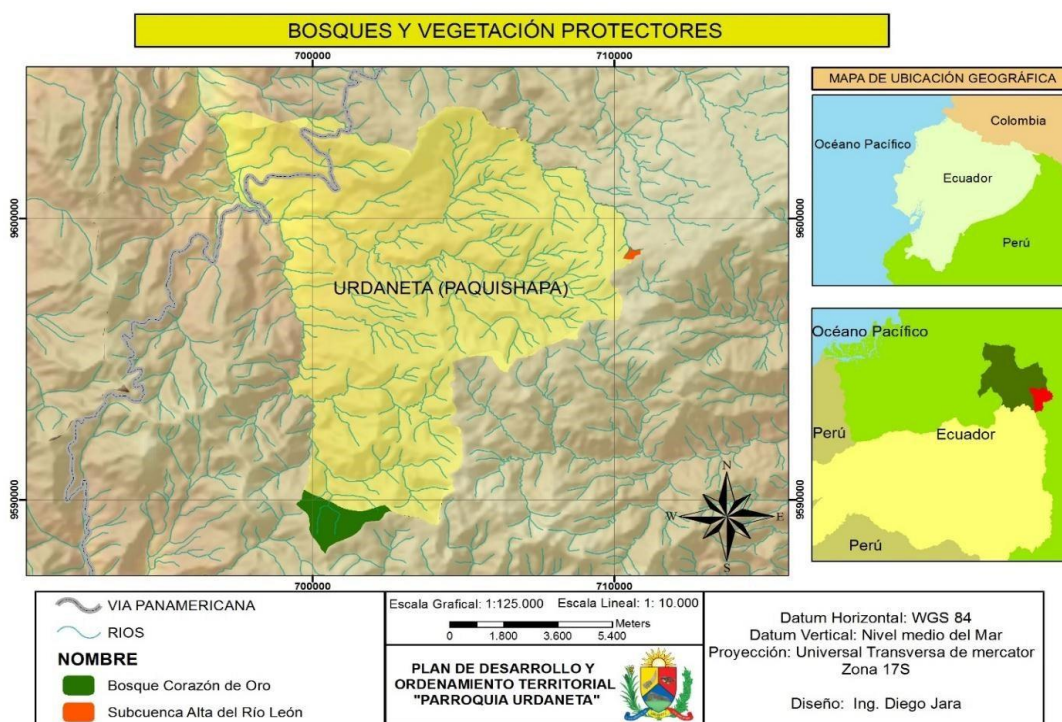 BOSQUES Y VEGETACIÓN PROTECTORES
700000
710000
9600000
9600000
URDANETA (PAQUISHAPA)
9590000
9590000
N
W
E
S
700000
710000
MAPA DE UBICACIÓN GEOGRÁFICA
Colombia
Océano Pacífico
Ecuador
Perú
Océano Pacífico
Perú
Ecuador
Perú
VIA PANAMERICANA
RIOS
NOMBRE
Bosque Corazón de Oro
Subcuenca Alta del Río León
Escala Grafical: 1:125.000 Escala Lineal: 1: 10.000
Meters
0 1.800 3.600 5.400
PLAN DE DESARROLLO Y
ORDENAMIENTO TERRITORIAL
"PARROQUIA URDANETA"
Datum Horizontal: WGS 84
Datum Vertical: Nivel medio del Mar
Proyección: Universal Transversa de mercator
Zona 17S
Diseño: Ing. Diego Jara